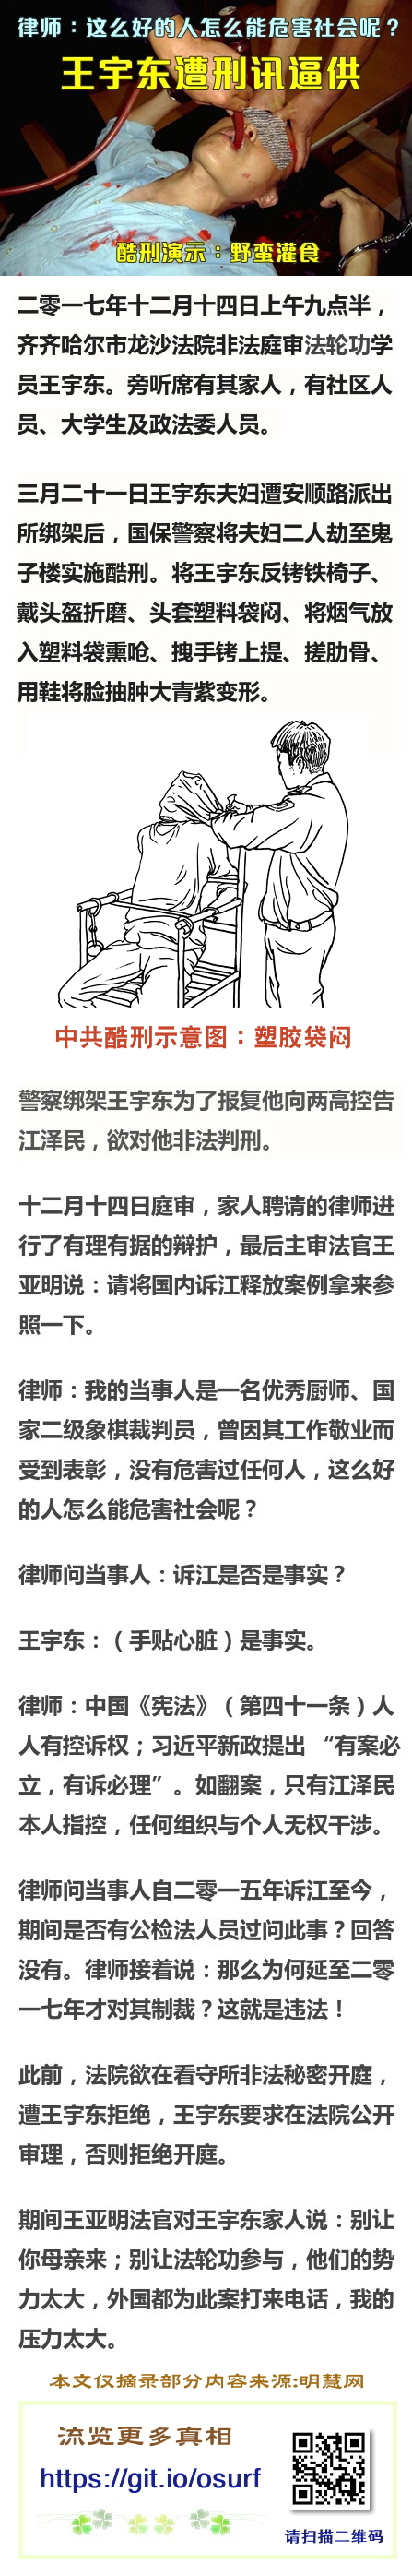 律师：这么好的人怎么能危害社会呢？
王宇东遭刑讯逼供
酷刑演示：野蛮灌食
二零一七年十二月十四日上午九点半，
齐齐哈尔市龙沙法院非法庭审法轮功学
员王宇东。旁听席有其家人，有社区人
员、大学生及政法委人员。
三月二十一日王宇东夫妇遭安顺路派出
所绑架后，国保警察将夫妇二人劫至鬼
子楼实施酷刑。将王宇东反铐铁椅子、
戴头盔折磨、头套塑料袋闷、将烟气放
入塑料袋熏呛、拽手铐上提、搓肋骨、
用鞋将脸抽肿大青紫变形。
中共酷刑示意图：塑胶袋闷
警察绑架王宇东为了报复他向两高控告
江泽民，欲对他非法判刑。
十二月十四日庭审，家人聘请的律师进
行了有理有据的辩护，最后主审法官王
亚明说：请将国内诉江释放案例拿来参
照一下。
律师：我的当事人是一名优秀厨师、国
家二级象棋裁判员，曾因其工作敬业而
受到表彰，没有危害过任何人，这么好
的人怎么能危害社会呢？
律师问当事人：诉江是否是事实？
王宇东：（手贴心脏）是事实。
律师：中国《宪法》（第四十一条）人
人有控诉权；习近平新政提出 “有案必
立，有诉必理”。如翻案，只有江泽民
本人指控，任何组织与个人无权干涉。
律师问当事人自二零一五年诉江至今，
期间是否有公检法人员过问此事？回答
没有。律师接着说：那么为何延至二零
一七年才对其制裁？这就是违法！
此前，法院欲在看守所非法秘密开庭，
遭王宇东拒绝，王宇东要求在法院公开
审理，否则拒绝开庭。
期间王亚明法官对王宇东家人说：别让
你母亲来；别让法轮功参与，他们的势
力太大，外国都为此案打来电话，我的
压力太大。
本文仅摘录部分内容来源:明慧网
流览更多真相
https://git.io/osurf
请扫描二维码